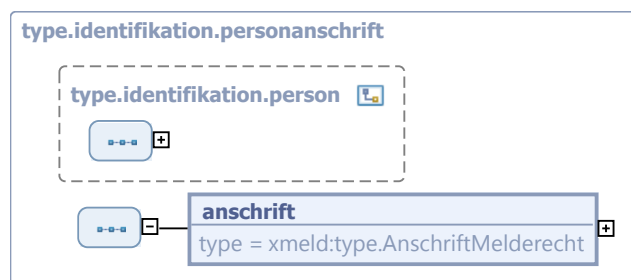 type.identifikation.personanschrift
type.identifikation.person
anschrift
type = xmeld:type.AnschriftMelderecht